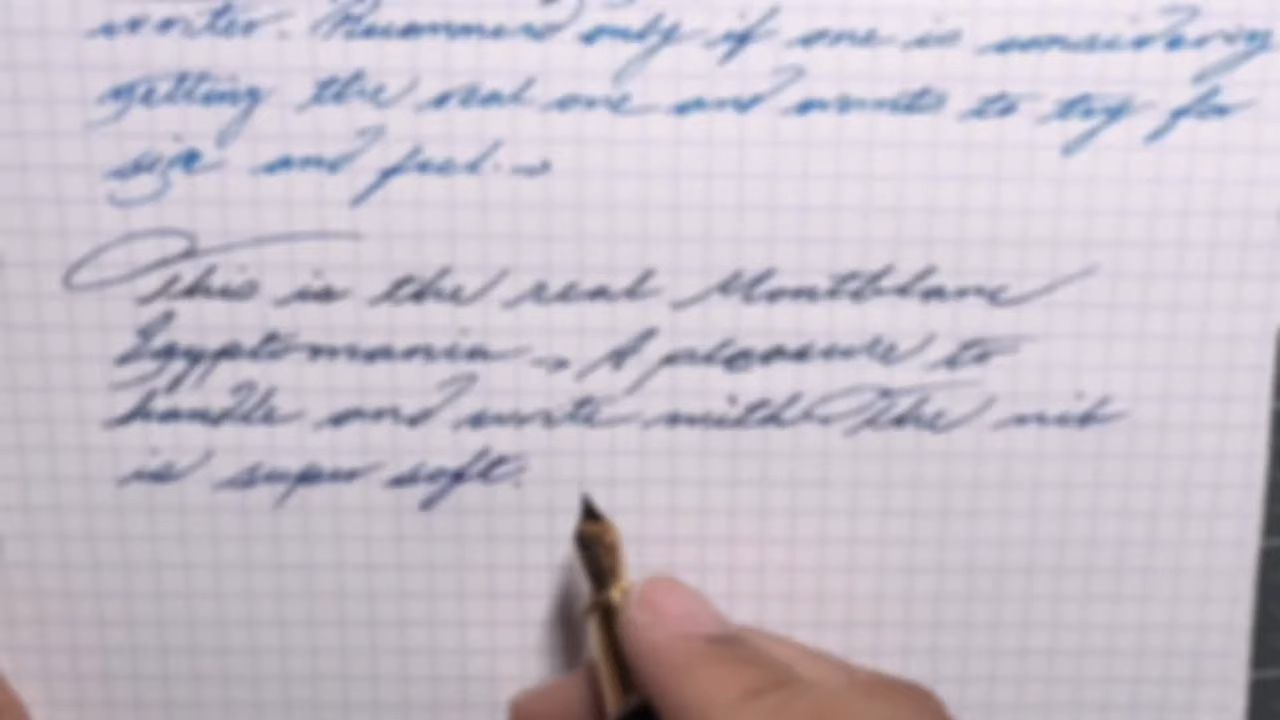 writer. Recommend only if one is considering
getting the real one and wants to try for
size and feel.
This is the real Montblanc
Egyptomania. A pleasure to
handle and write with. The nib
is super soft.